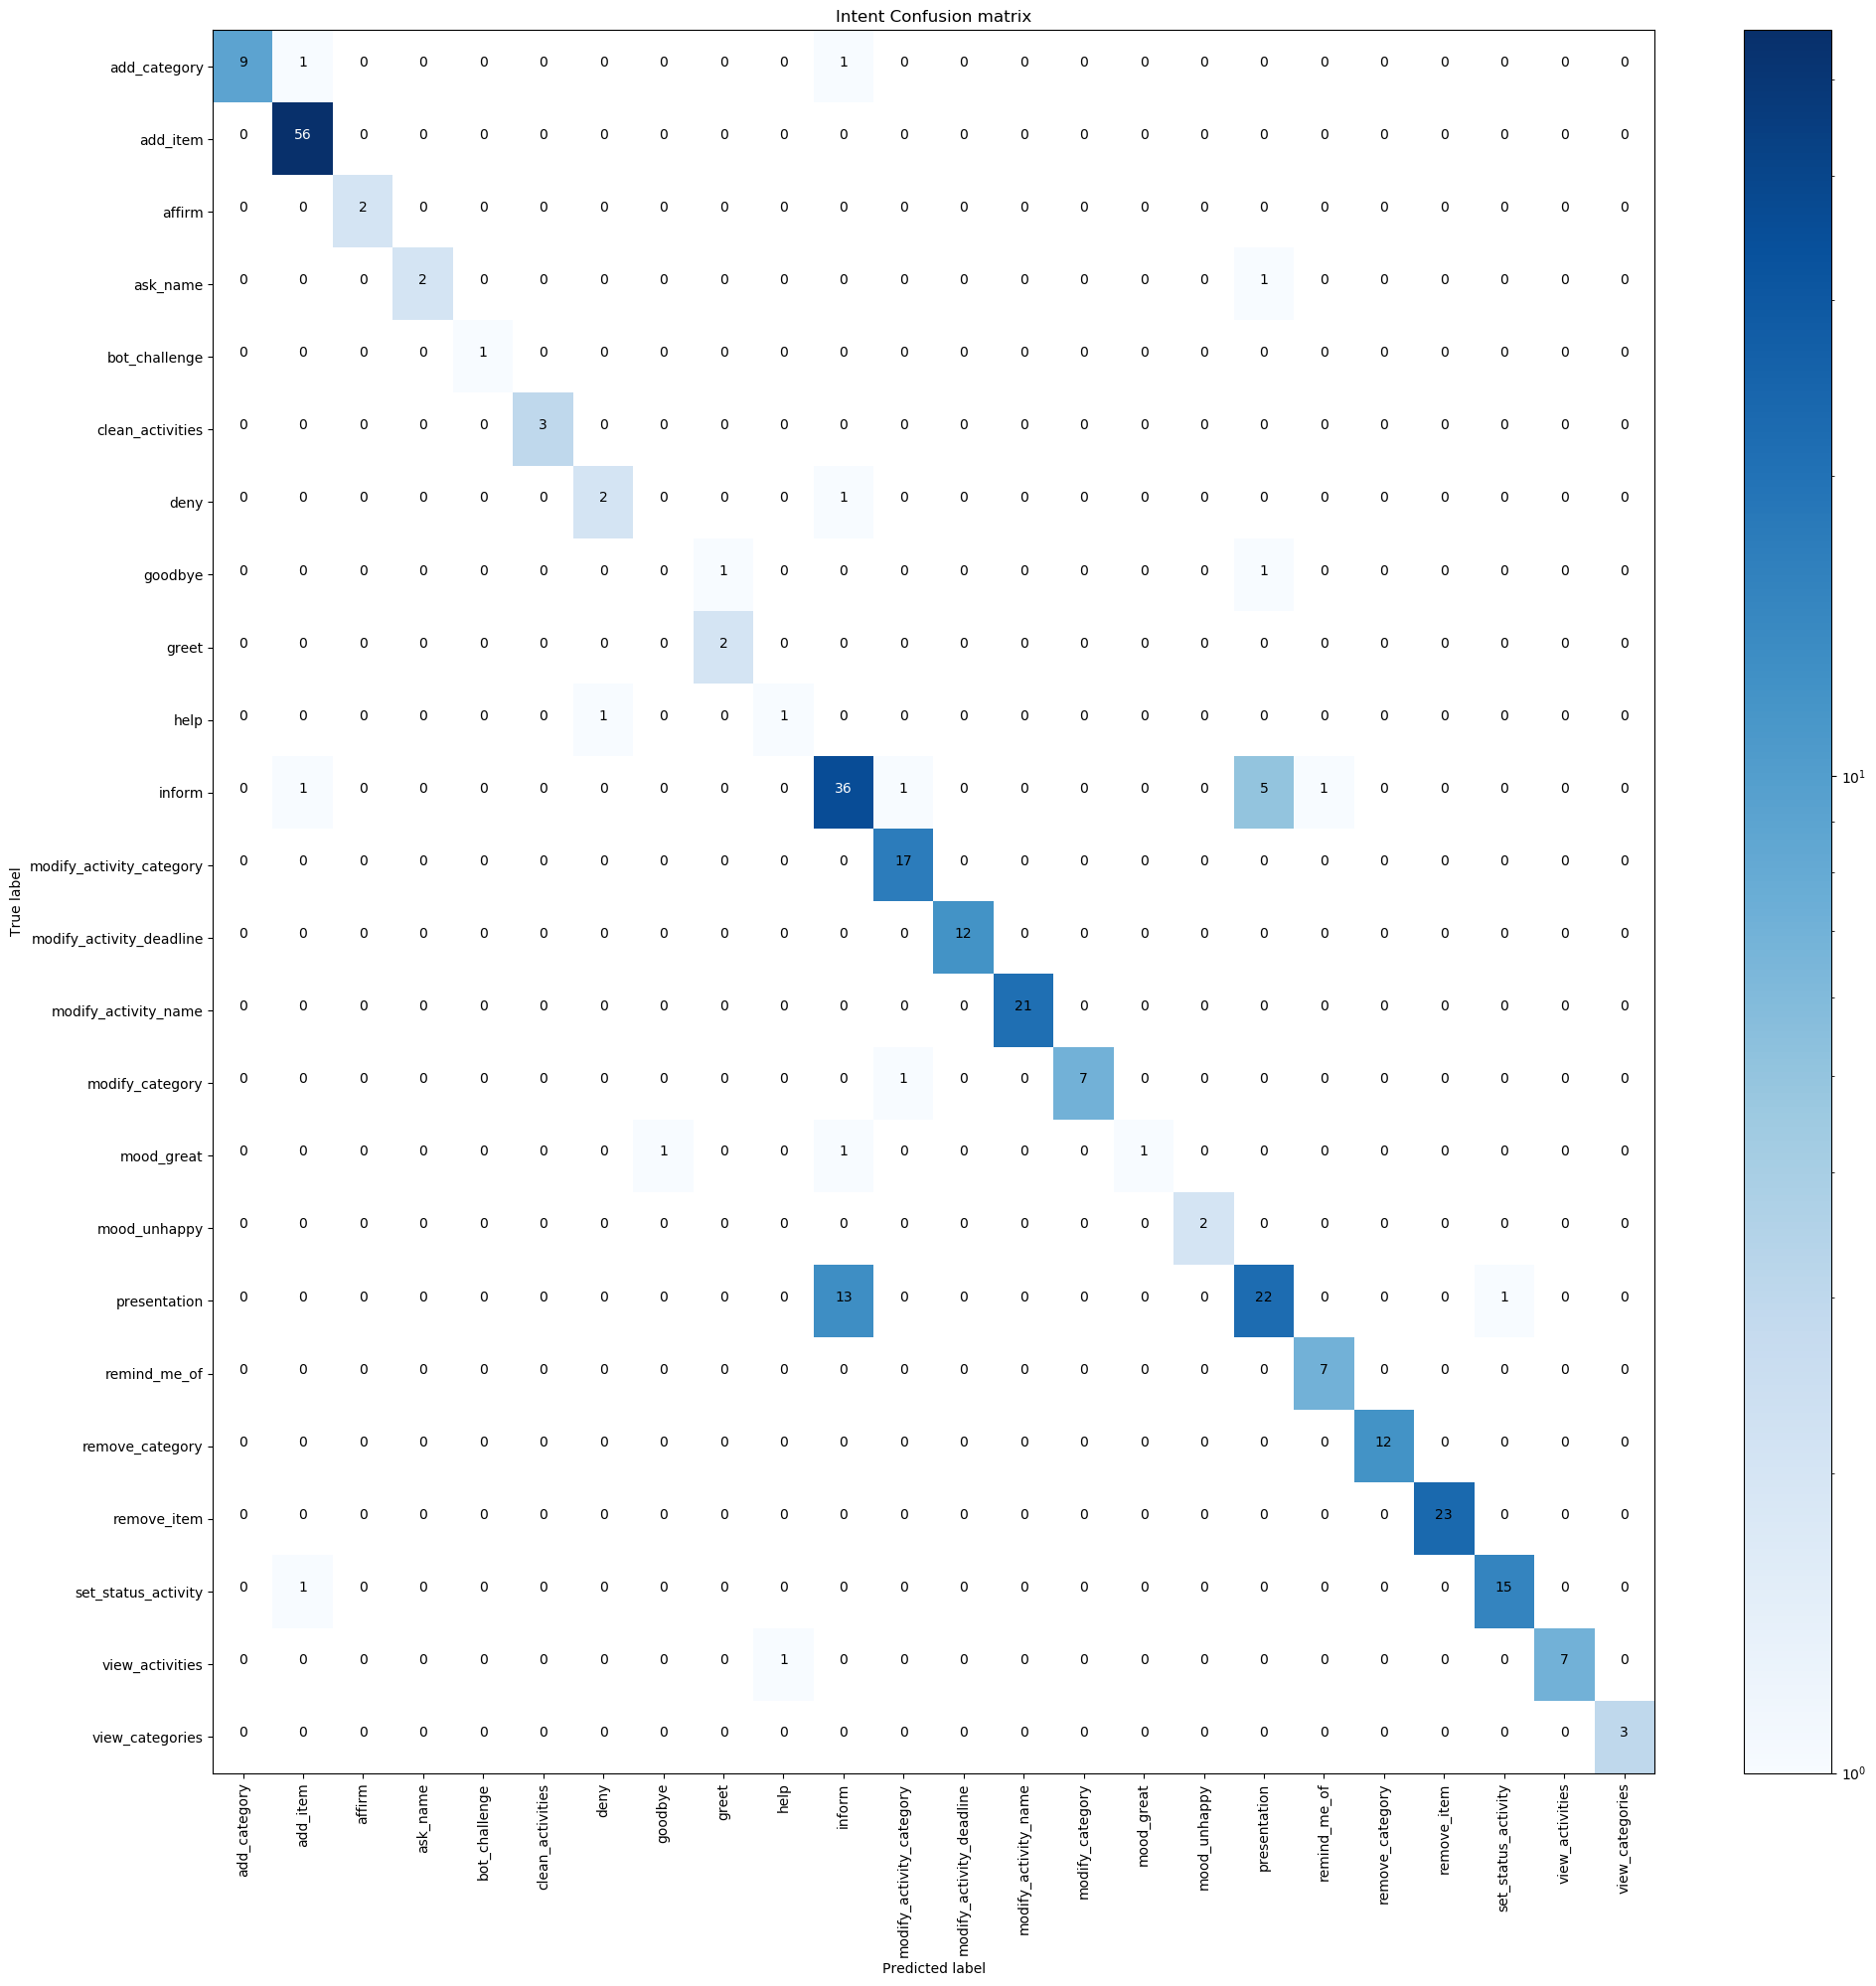 Intent Confusion matrix
add_category 9 1 0 0 0 0 0 0 0 0 1 0 0 0 0 0 0 0 0 0 0 0 0 0
add_item 0 56 0 0 0 0 0 0 0 0 0 0 0 0 0 0 0 0 0 0 0 0 0 0
affirm 0 0 2 0 0 0 0 0 0 0 0 0 0 0 0 0 0 0 0 0 0 0 0 0
ask_name 0 0 0 2 0 0 0 0 0 0 0 0 0 0 0 0 0 1 0 0 0 0 0 0
bot_challenge 0 0 0 0 1 0 0 0 0 0 0 0 0 0 0 0 0 0 0 0 0 0 0 0
clean_activities 0 0 0 0 0 3 0 0 0 0 0 0 0 0 0 0 0 0 0 0 0 0 0 0
deny 0 0 0 0 0 0 2 0 0 0 1 0 0 0 0 0 0 0 0 0 0 0 0 0
goodbye 0 0 0 0 0 0 0 0 1 0 0 0 0 0 0 0 0 1 0 0 0 0 0 0
greet 0 0 0 0 0 0 0 0 2 0 0 0 0 0 0 0 0 0 0 0 0 0 0 0
help 0 0 0 0 0 0 1 0 0 1 0 0 0 0 0 0 0 0 0 0 0 0 0 0
inform 0 1 0 0 0 0 0 0 0 0 36 1 0 0 0 0 0 5 1 0 0 0 0 0
10¹
modify_activity_category 0 0 0 0 0 0 0 0 0 0 0 17 0 0 0 0 0 0 0 0 0 0 0 0
True label
modify_activity_deadline 0 0 0 0 0 0 0 0 0 0 0 0 12 0 0 0 0 0 0 0 0 0 0 0
modify_activity_name 0 0 0 0 0 0 0 0 0 0 0 0 0 21 0 0 0 0 0 0 0 0 0 0
modify_category 0 0 0 0 0 0 0 0 0 0 0 1 0 0 7 0 0 0 0 0 0 0 0 0
mood_great 0 0 0 0 0 0 0 1 0 0 1 0 0 0 0 1 0 0 0 0 0 0 0 0
mood_unhappy 0 0 0 0 0 0 0 0 0 0 0 0 0 0 0 0 2 0 0 0 0 0 0 0
presentation 0 0 0 0 0 0 0 0 0 0 13 0 0 0 0 0 0 22 0 0 0 1 0 0
remind_me_of 0 0 0 0 0 0 0 0 0 0 0 0 0 0 0 0 0 0 7 0 0 0 0 0
remove_category 0 0 0 0 0 0 0 0 0 0 0 0 0 0 0 0 0 0 0 12 0 0 0 0
remove_item 0 0 0 0 0 0 0 0 0 0 0 0 0 0 0 0 0 0 0 0 23 0 0 0
set_status_activity 0 1 0 0 0 0 0 0 0 0 0 0 0 0 0 0 0 0 0 0 0 15 0 0
view_activities 0 0 0 0 0 0 0 0 0 1 0 0 0 0 0 0 0 0 0 0 0 0 7 0
view_categories 0 0 0 0 0 0 0 0 0 0 0 0 0 0 0 0 0 0 0 0 0 0 0 3
10⁰
add_category
add_item
affirm
ask_name
bot_challenge
clean_activities
deny
goodbye
greet
help
inform
modify_activity_category
modify_activity_deadline
modify_activity_name
modify_category
mood_great
mood_unhappy
presentation
remind_me_of
remove_category
remove_item
set_status_activity
view_activities
view_categories
Predicted label